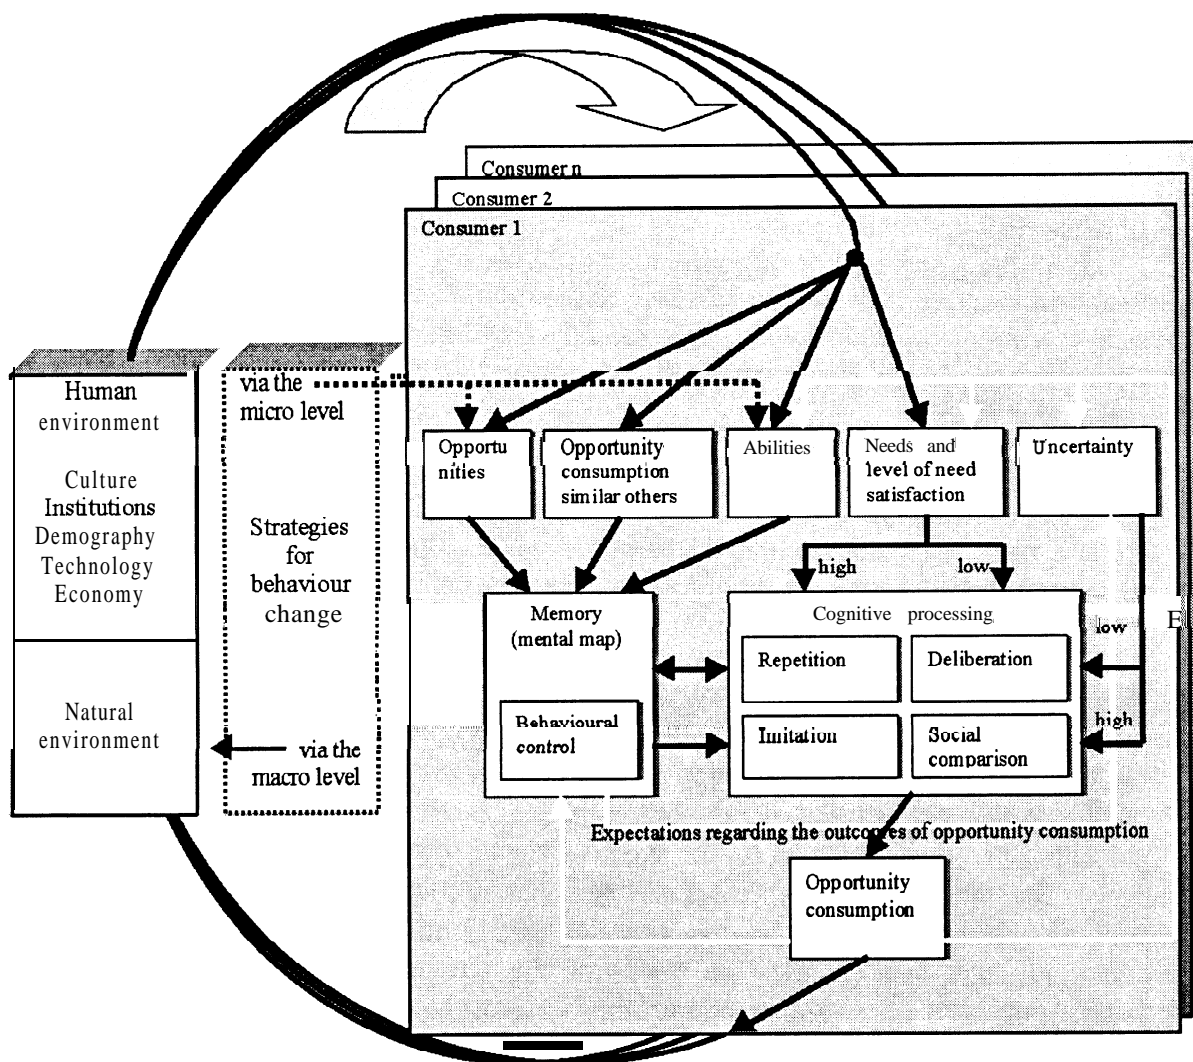 Consumer n
Consumer 2
Consumer 1
Human
environment
Culture
Institutions
Demography
Technology
Economy
Natural
environment
via the
micro level
Strategies
for
behaviour
change
via the
macro level
Opportu
nities
Opportunity
consumption
similar others
Abilities
Needs and
level of need
satisfaction
Uncertainty
high
low
Memory
(mental map)
Behavioural
control
Cognitive processing
Repetition
Deliberation
Imitation
Social
comparison
low
high
E
Expectations regarding the outcomes of opportunity consumption
Opportunity
consumption